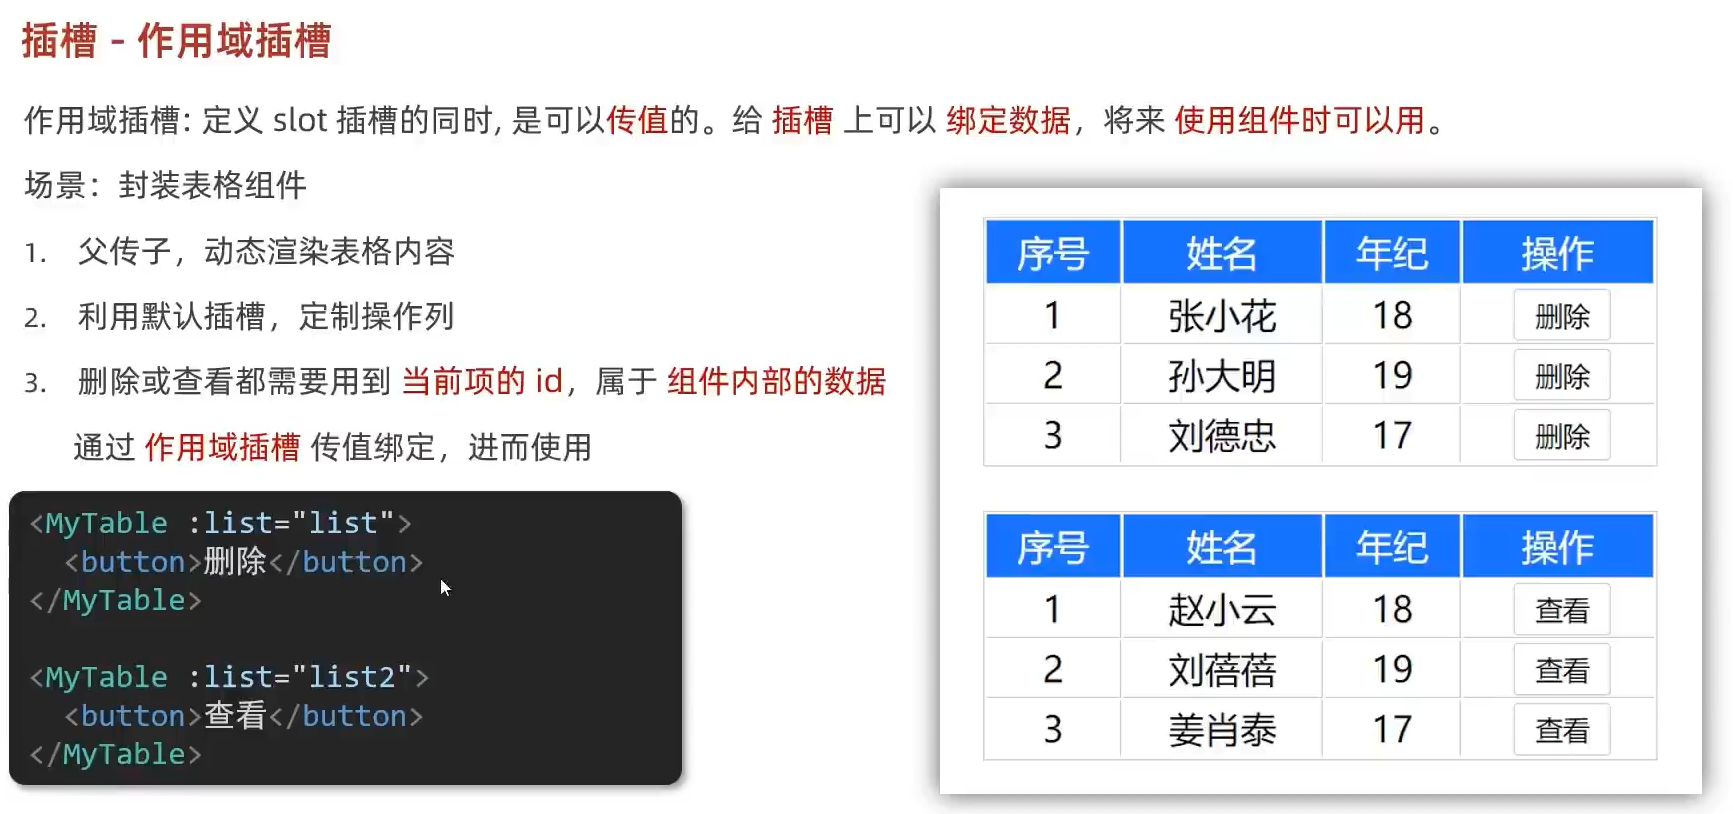 插槽 - 作用域插槽
作用域插槽: 定义 slot 插槽的同时, 是可以传值的。给 插槽 上可以 绑定数据，将来 使用组件时可以用。
场景：封装表格组件
1. 父传子，动态渲染表格内容
2. 利用默认插槽，定制操作列
3. 删除或查看都需要用到 当前项的 id，属于 组件内部的数据
通过 作用域插槽 传值绑定，进而使用
<MyTable :list="list">
  <button>删除</button>
</MyTable>
<MyTable :list="list2">
  <button>查看</button>
</MyTable>
序号 姓名 年纪 操作
1 张小花 18 删除
2 孙大明 19 删除
3 刘德忠 17 删除
序号 姓名 年纪 操作
1 赵小云 18 查看
2 刘蓓蓓 19 查看
3 姜肖泰 17 查看